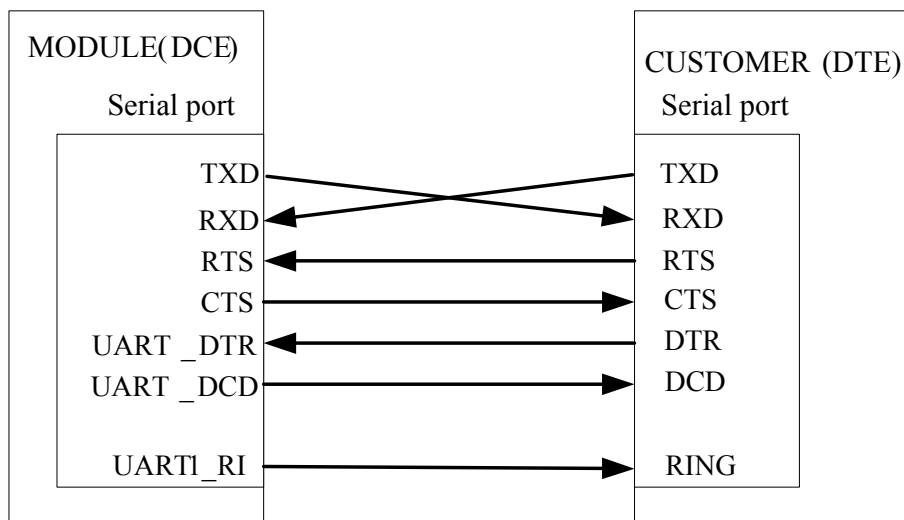 MODULE(DCE)
Serial port
TXD
RXD
RTS
CTS
UART _DTR
UART _DCD
UART1_RI
CUSTOMER (DTE)
Serial port
TXD
RXD
RTS
CTS
DTR
DCD
RING